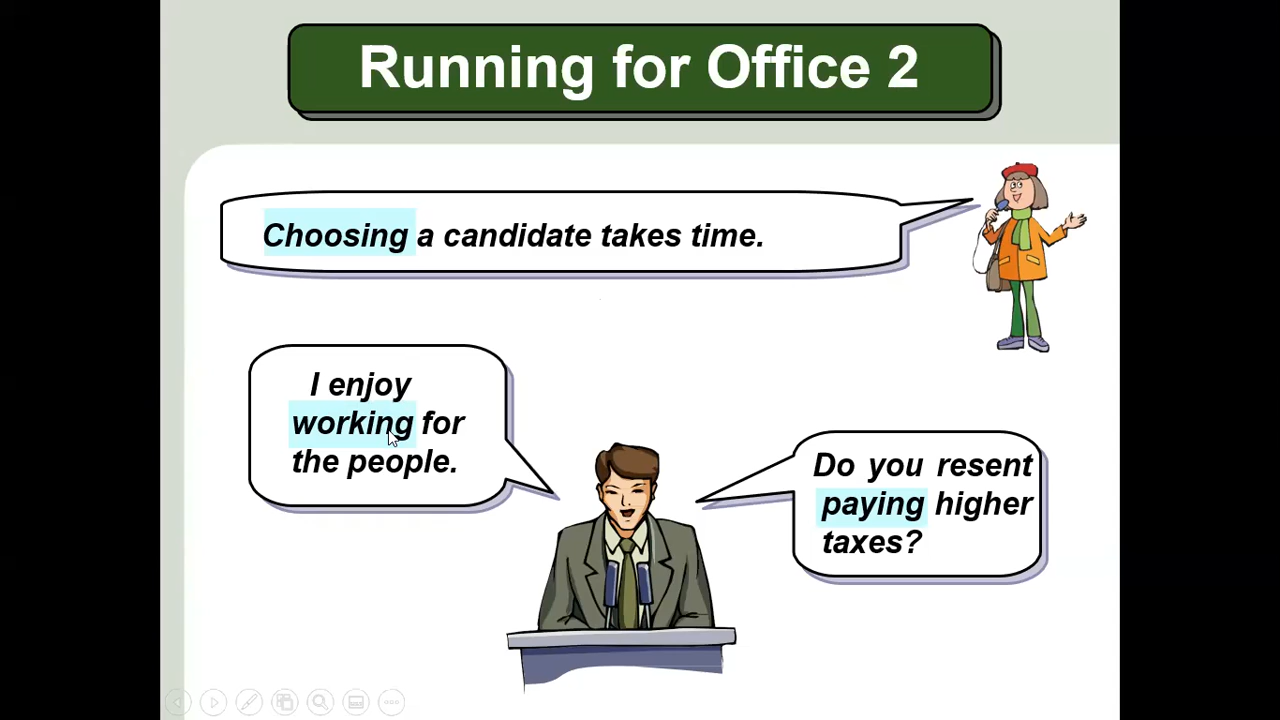 Running for Office 2
Choosing a candidate takes time.
I enjoy
working for
the people.
Do you resent
paying higher
taxes?